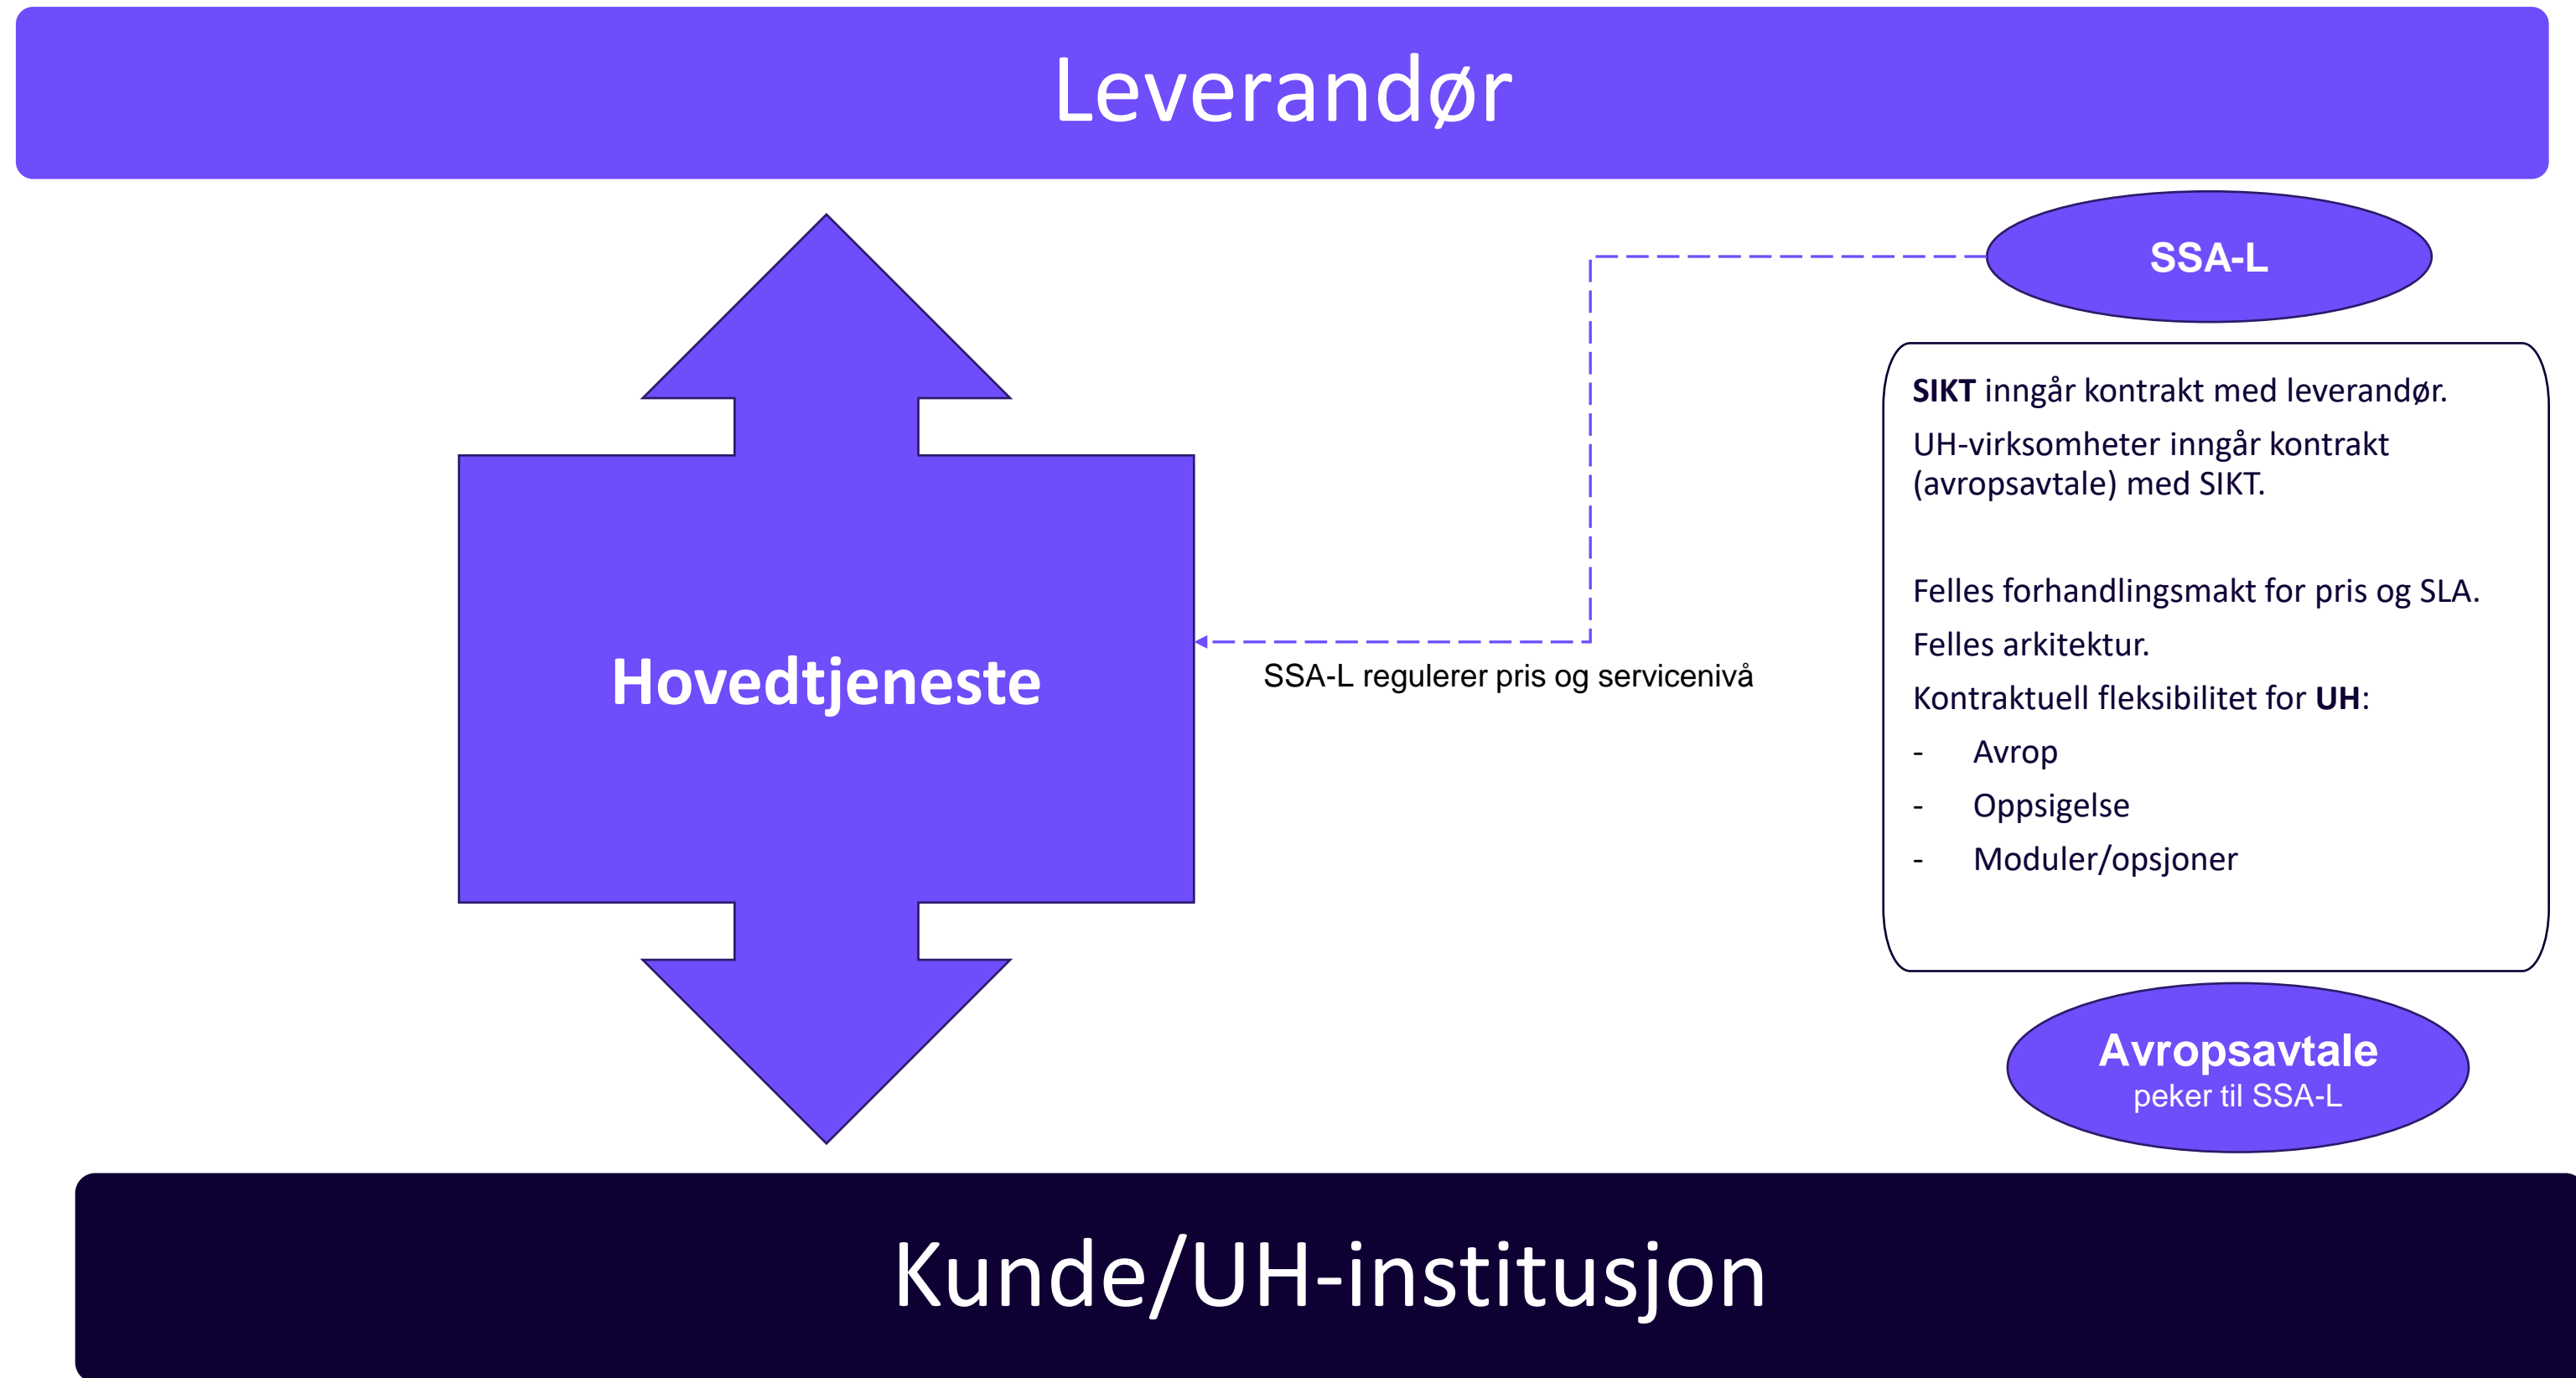 Leverandør
SSA-L
SIKT inngår kontrakt med leverandør.
UH-virksomheter inngår kontrakt
(avropsavtale) med SIKT.
Felles forhandlingsmakt for pris og SLA.
Felles arkitektur.
Kontraktuell fleksibilitet for UH:
- Avrop
- Oppsigelse
- Moduler/opsjoner
Hovedtjeneste
SSA-L regulerer pris og servicenivå
Avropsavtale
peker til SSA-L
Kunde/UH-institusjon